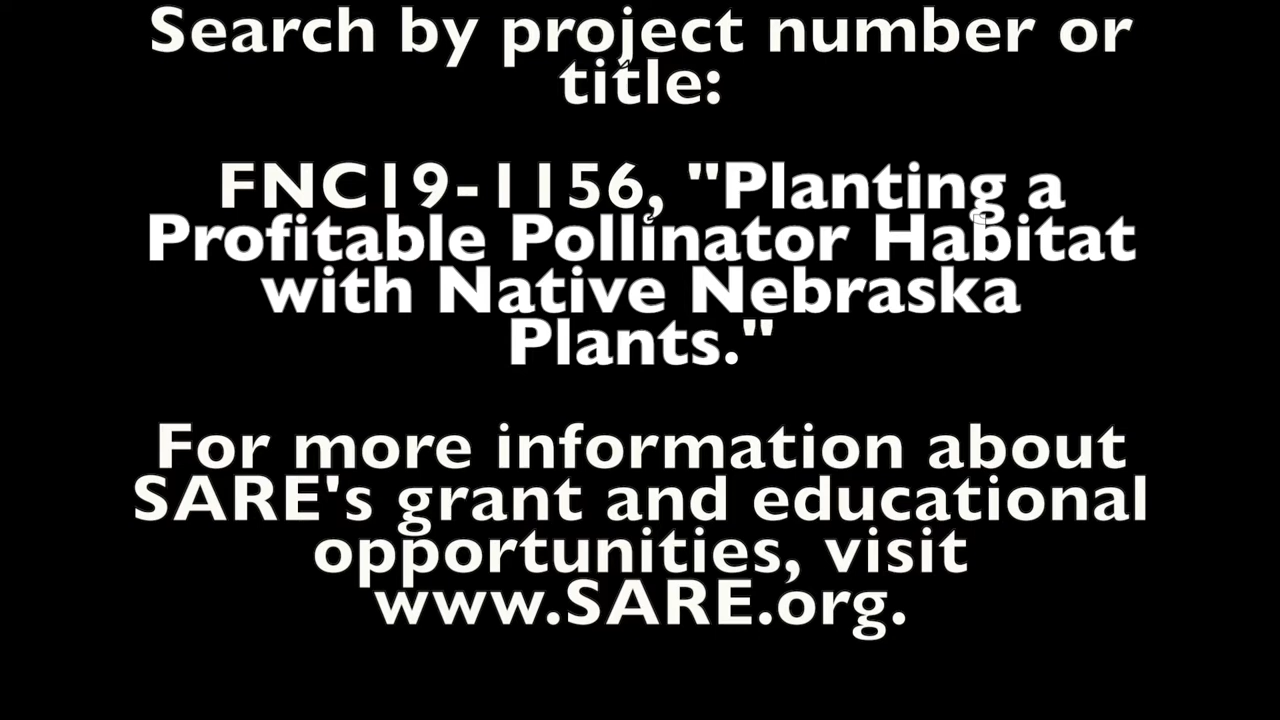 Search by project number or
title:
FNC19-1156, "Planting a
Profitable Pollinator Habitat
with Native Nebraska
Plants."
For more information about
SARE's grant and educational
opportunities, visit
www.SARE.org.